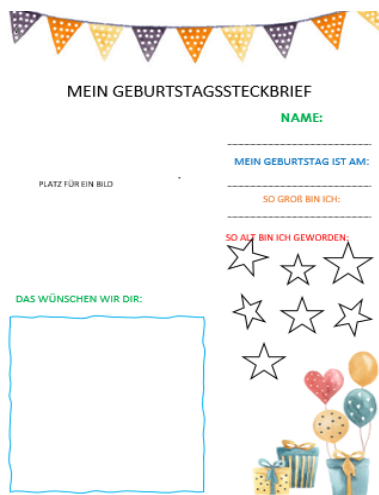 MEIN GEBURTSTAGSSTECKBRIEF
NAME:
MEIN GEBURTSTAG IST AM:
PLATZ FÜR EIN BILD
SO GROß BIN ICH:
SO ALT BIN ICH GEWORDEN:
DAS WÜNSCHEN WIR DIR: